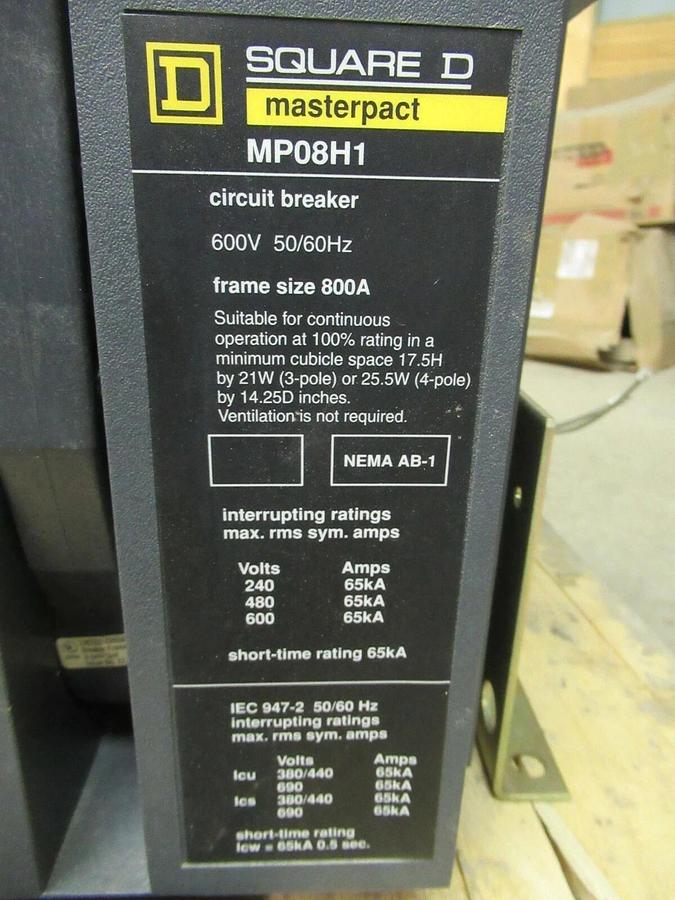 D SQUARE D
masterpact
MP08H1
circuit breaker
600V 50/60Hz
frame size 800A
Suitable for continuous
operation at 100% rating in a
minimum cubicle space 17.5H
by 21W (3-pole) or 25.5W (4-pole)
by 14.25D inches.
Ventilation is not required.
NEMA AB-1
interrupting ratings
max. rms sym. amps
Volts Amps
240 65kA
480 65kA
600 65kA
short-time rating 65kA
IEC 947-2 50/60 Hz
interrupting ratings
max. rms sym. amps
Volts Amps
Icu 380/440 65kA
690 65kA
Ics 380/440 65kA
690 65kA
short-time rating
Icw = 65kA 0.5 sec.